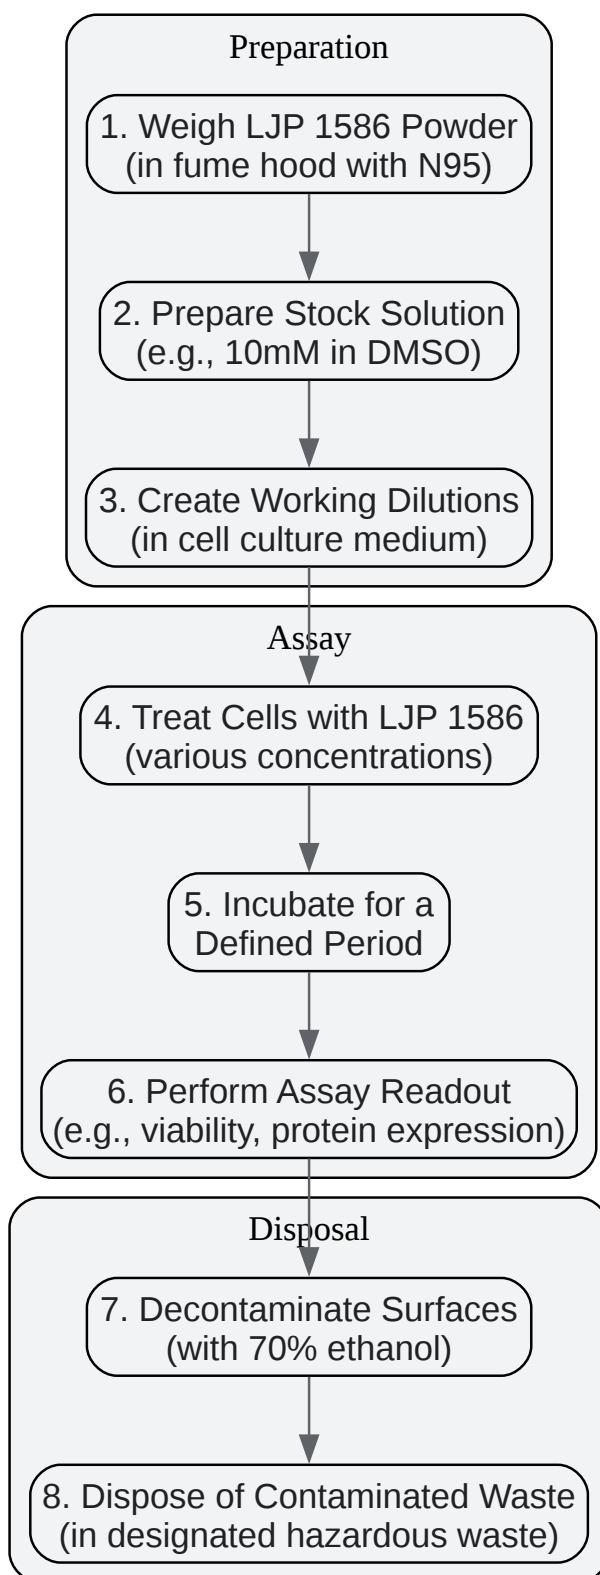 Preparation
1. Weigh LJP 1586 Powder
(in fume hood with N95)
2. Prepare Stock Solution
(e.g., 10mM in DMSO)
3. Create Working Dilutions
(in cell culture medium)
Assay
4. Treat Cells with LJP 1586
(various concentrations)
5. Incubate for a
Defined Period
6. Perform Assay Readout
(e.g., viability, protein expression)
Disposal
7. Decontaminate Surfaces
(with 70% ethanol)
8. Dispose of Contaminated Waste
(in designated hazardous waste)